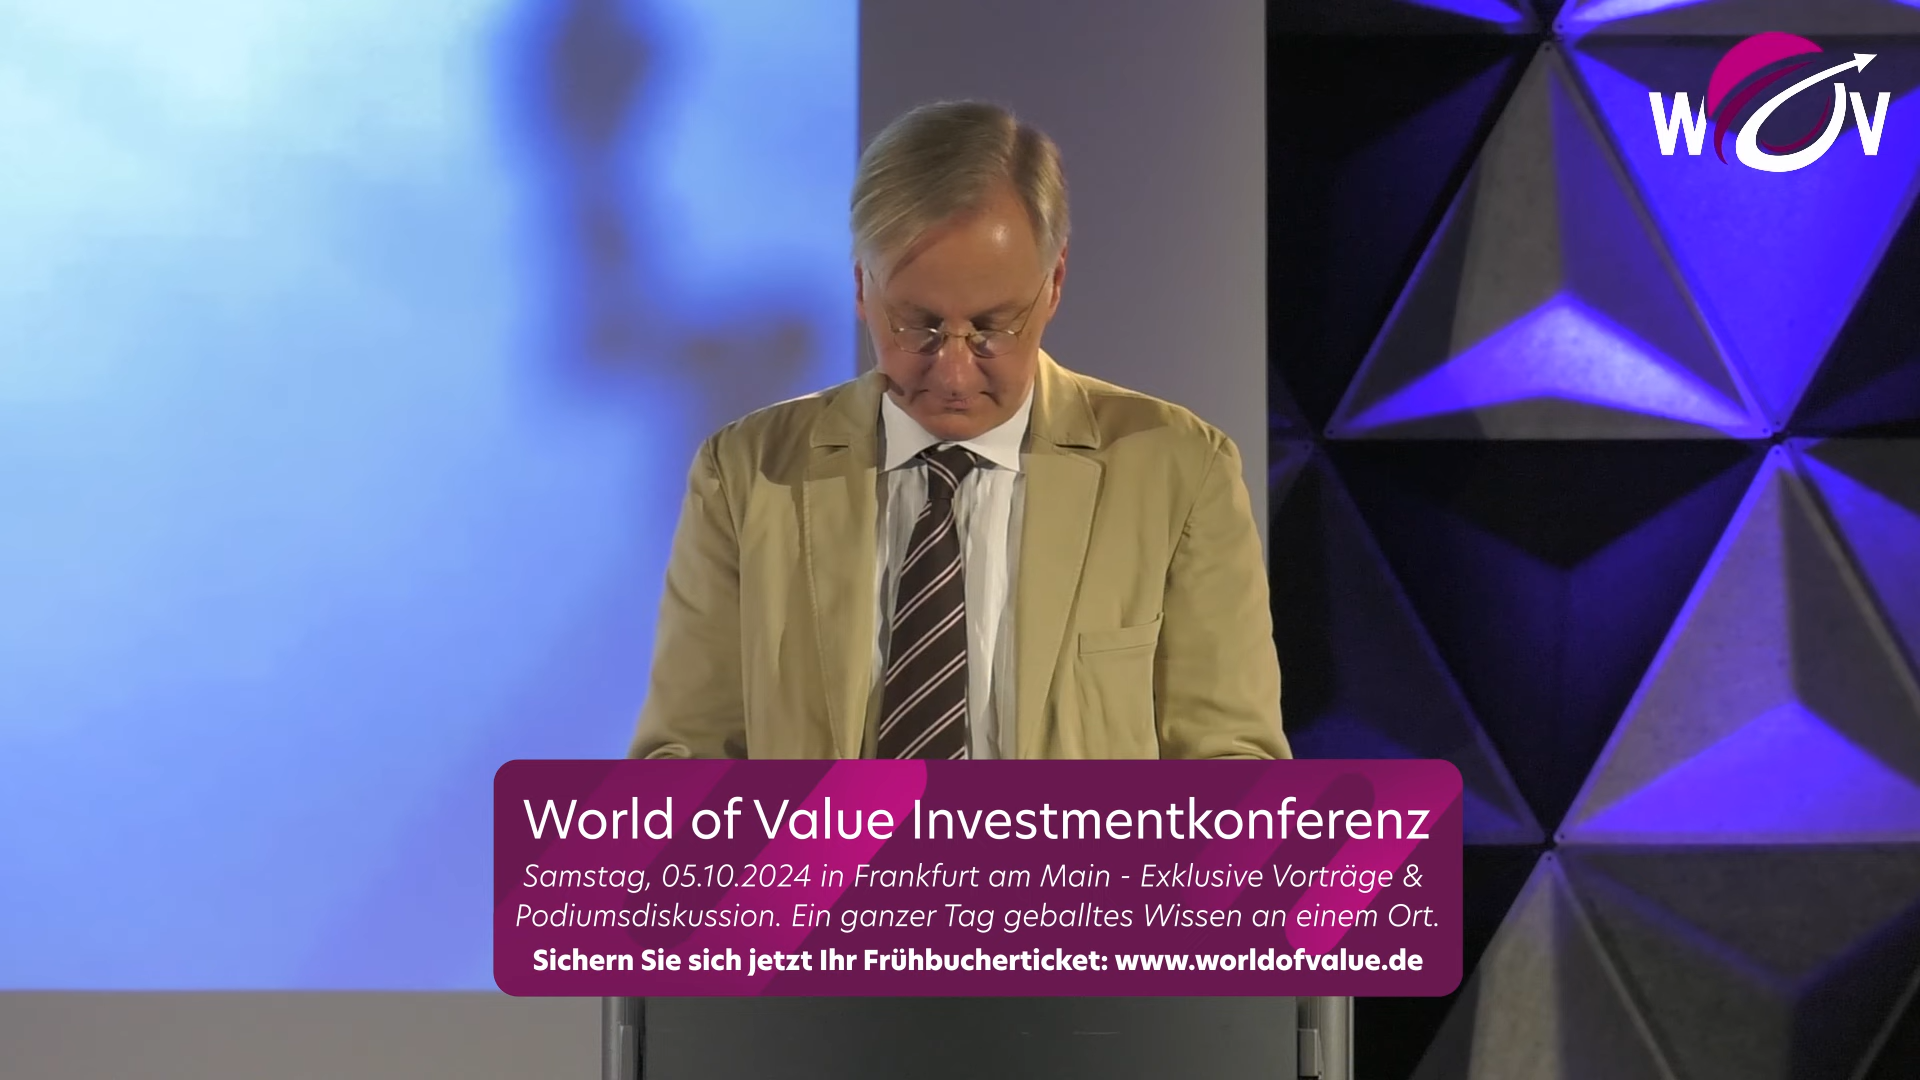 WOV
World of Value Investmentkonferenz
Samstag, 05.10.2024 in Frankfurt am Main - Exklusive Vorträge &
Podiumsdiskussion. Ein ganzer Tag geballtes Wissen an einem Ort.
Sichern Sie sich jetzt Ihr Frühbucherticket: www.worldofvalue.de